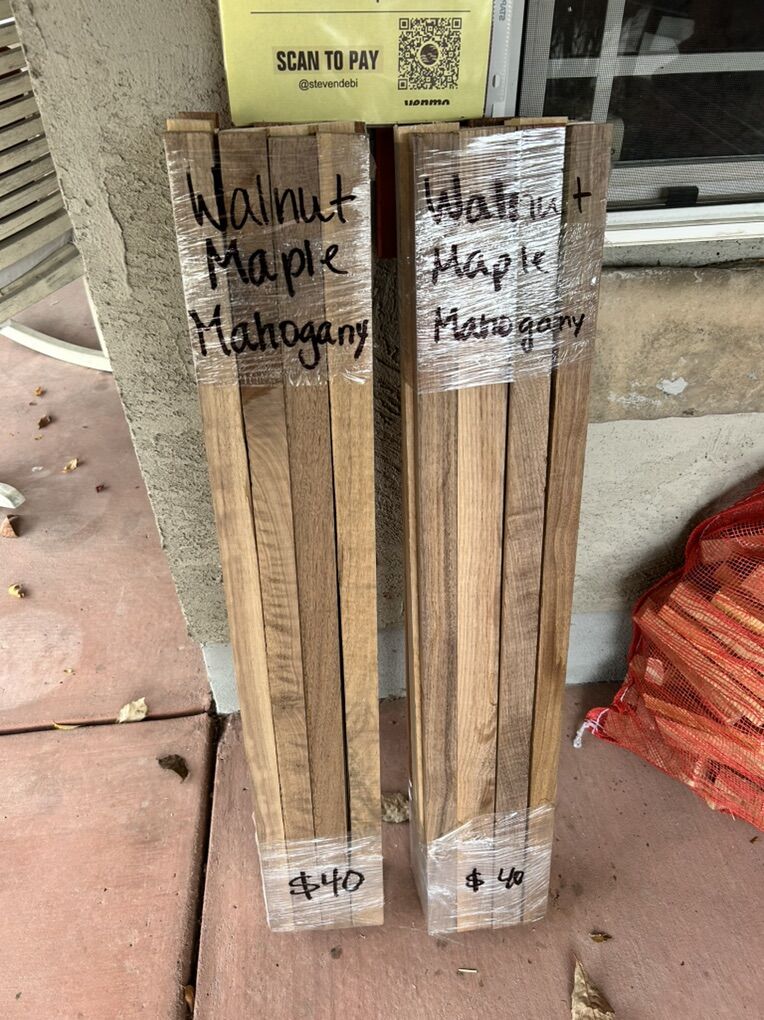 SCAN TO PAY
@stevendebi
venmo
Walnut
Maple
Mahogany
$40
Walnut
Maple
Mahogany
$40